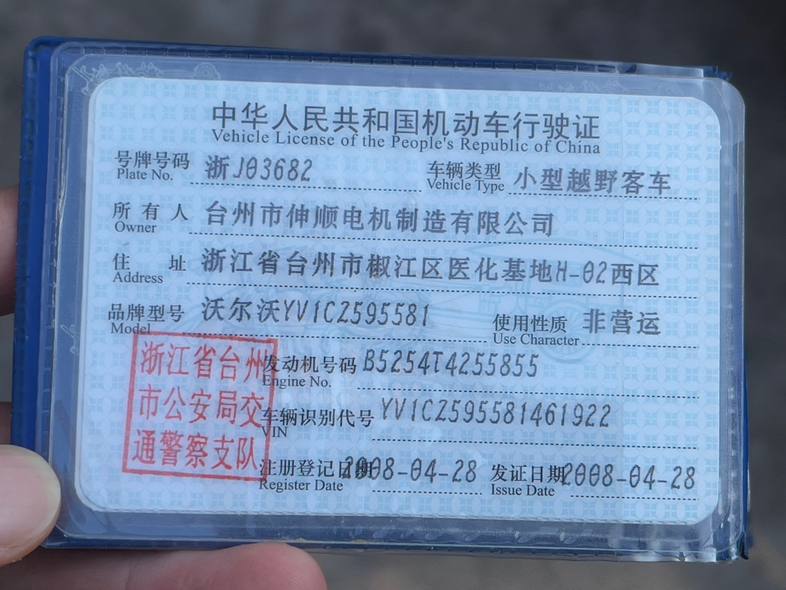 中华人民共和国机动车行驶证
Vehicle License of the People's Republic of China
号牌号码 浙J03682 车辆类型 小型越野客车
Plate No. Vehicle Type
所有人 台州市伸顺电机制造有限公司
Owner
住址 浙江省台州市椒江区医化基地H-02西区
Address
品牌型号 沃尔沃YV1CZ595581 使用性质 非营运
Model Use Character
浙江省台州
市公安局交
通警察支队
发动机号码 B5254T4255855
Engine No.
车辆识别代号 YV1CZ595581461922
VIN
注册登记日期 2008-04-28 发证日期 2008-04-28
Register Date Issue Date